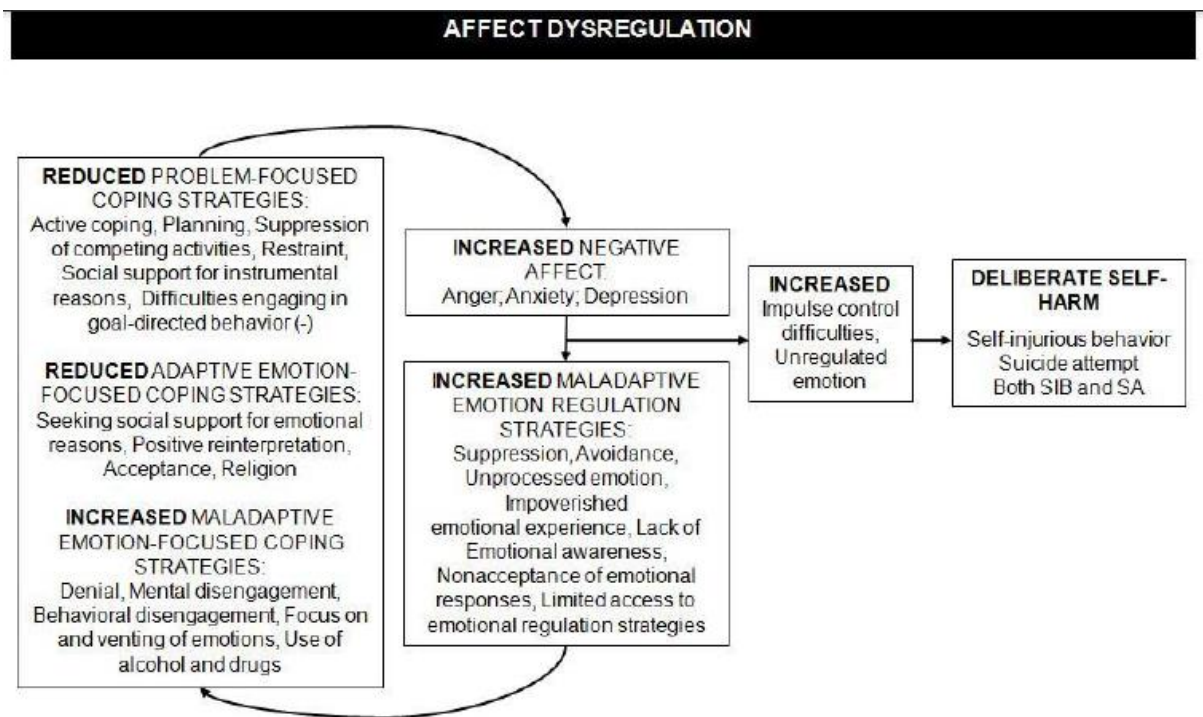 AFFECT DYSREGULATION
REDUCED PROBLEM-FOCUSED
COPING STRATEGIES:
Active coping, Planning, Suppression
of competing activities, Restraint,
Social support for instrumental
reasons, Difficulties engaging in
goal-directed behavior (-)
REDUCED ADAPTIVE EMOTION-
FOCUSED COPING STRATEGIES:
Seeking social support for emotional
reasons, Positive reinterpretation,
Acceptance, Religion
INCREASED MALADAPTIVE
EMOTION-FOCUSED COPING
STRATEGIES:
Denial, Mental disengagement,
Behavioral disengagement, Focus on
and venting of emotions, Use of
alcohol and drugs
INCREASED NEGATIVE
AFFECT:
Anger; Anxiety; Depression
INCREASED MALADAPTIVE
EMOTION REGULATION
STRATEGIES:
Suppression, Avoidance,
Unprocessed emotion,
Impoverished
emotional experience, Lack of
Emotional awareness,
Nonacceptance of emotional
responses, Limited access to
emotional regulation strategies
INCREASED
Impulse control
difficulties,
Unregulated
emotion
DELIBERATE SELF-
HARM
Self-injurious behavior
Suicide attempt
Both SIB and SA